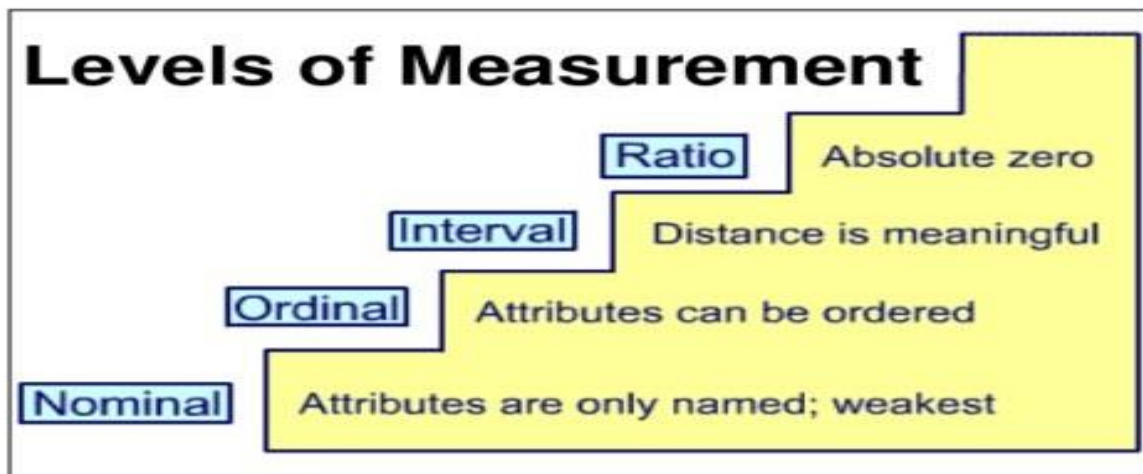 Levels of Measurement
Ratio Absolute zero
Interval Distance is meaningful
Ordinal Attributes can be ordered
Nominal Attributes are only named; weakest